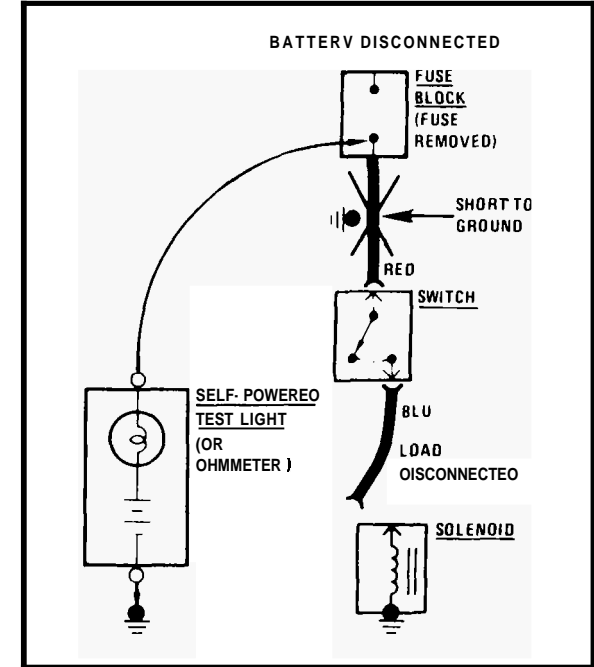 BATTERV DISCONNECTED
FUSE
BLOCK
(FUSE
REMOVED)
SHORT TO
GROUND
RED
SWITCH
SELF- POWEREO
TEST LIGHT
(OR
OHMMETER )
BLU
LOAD
OISCONNECTEO
SOLENOID